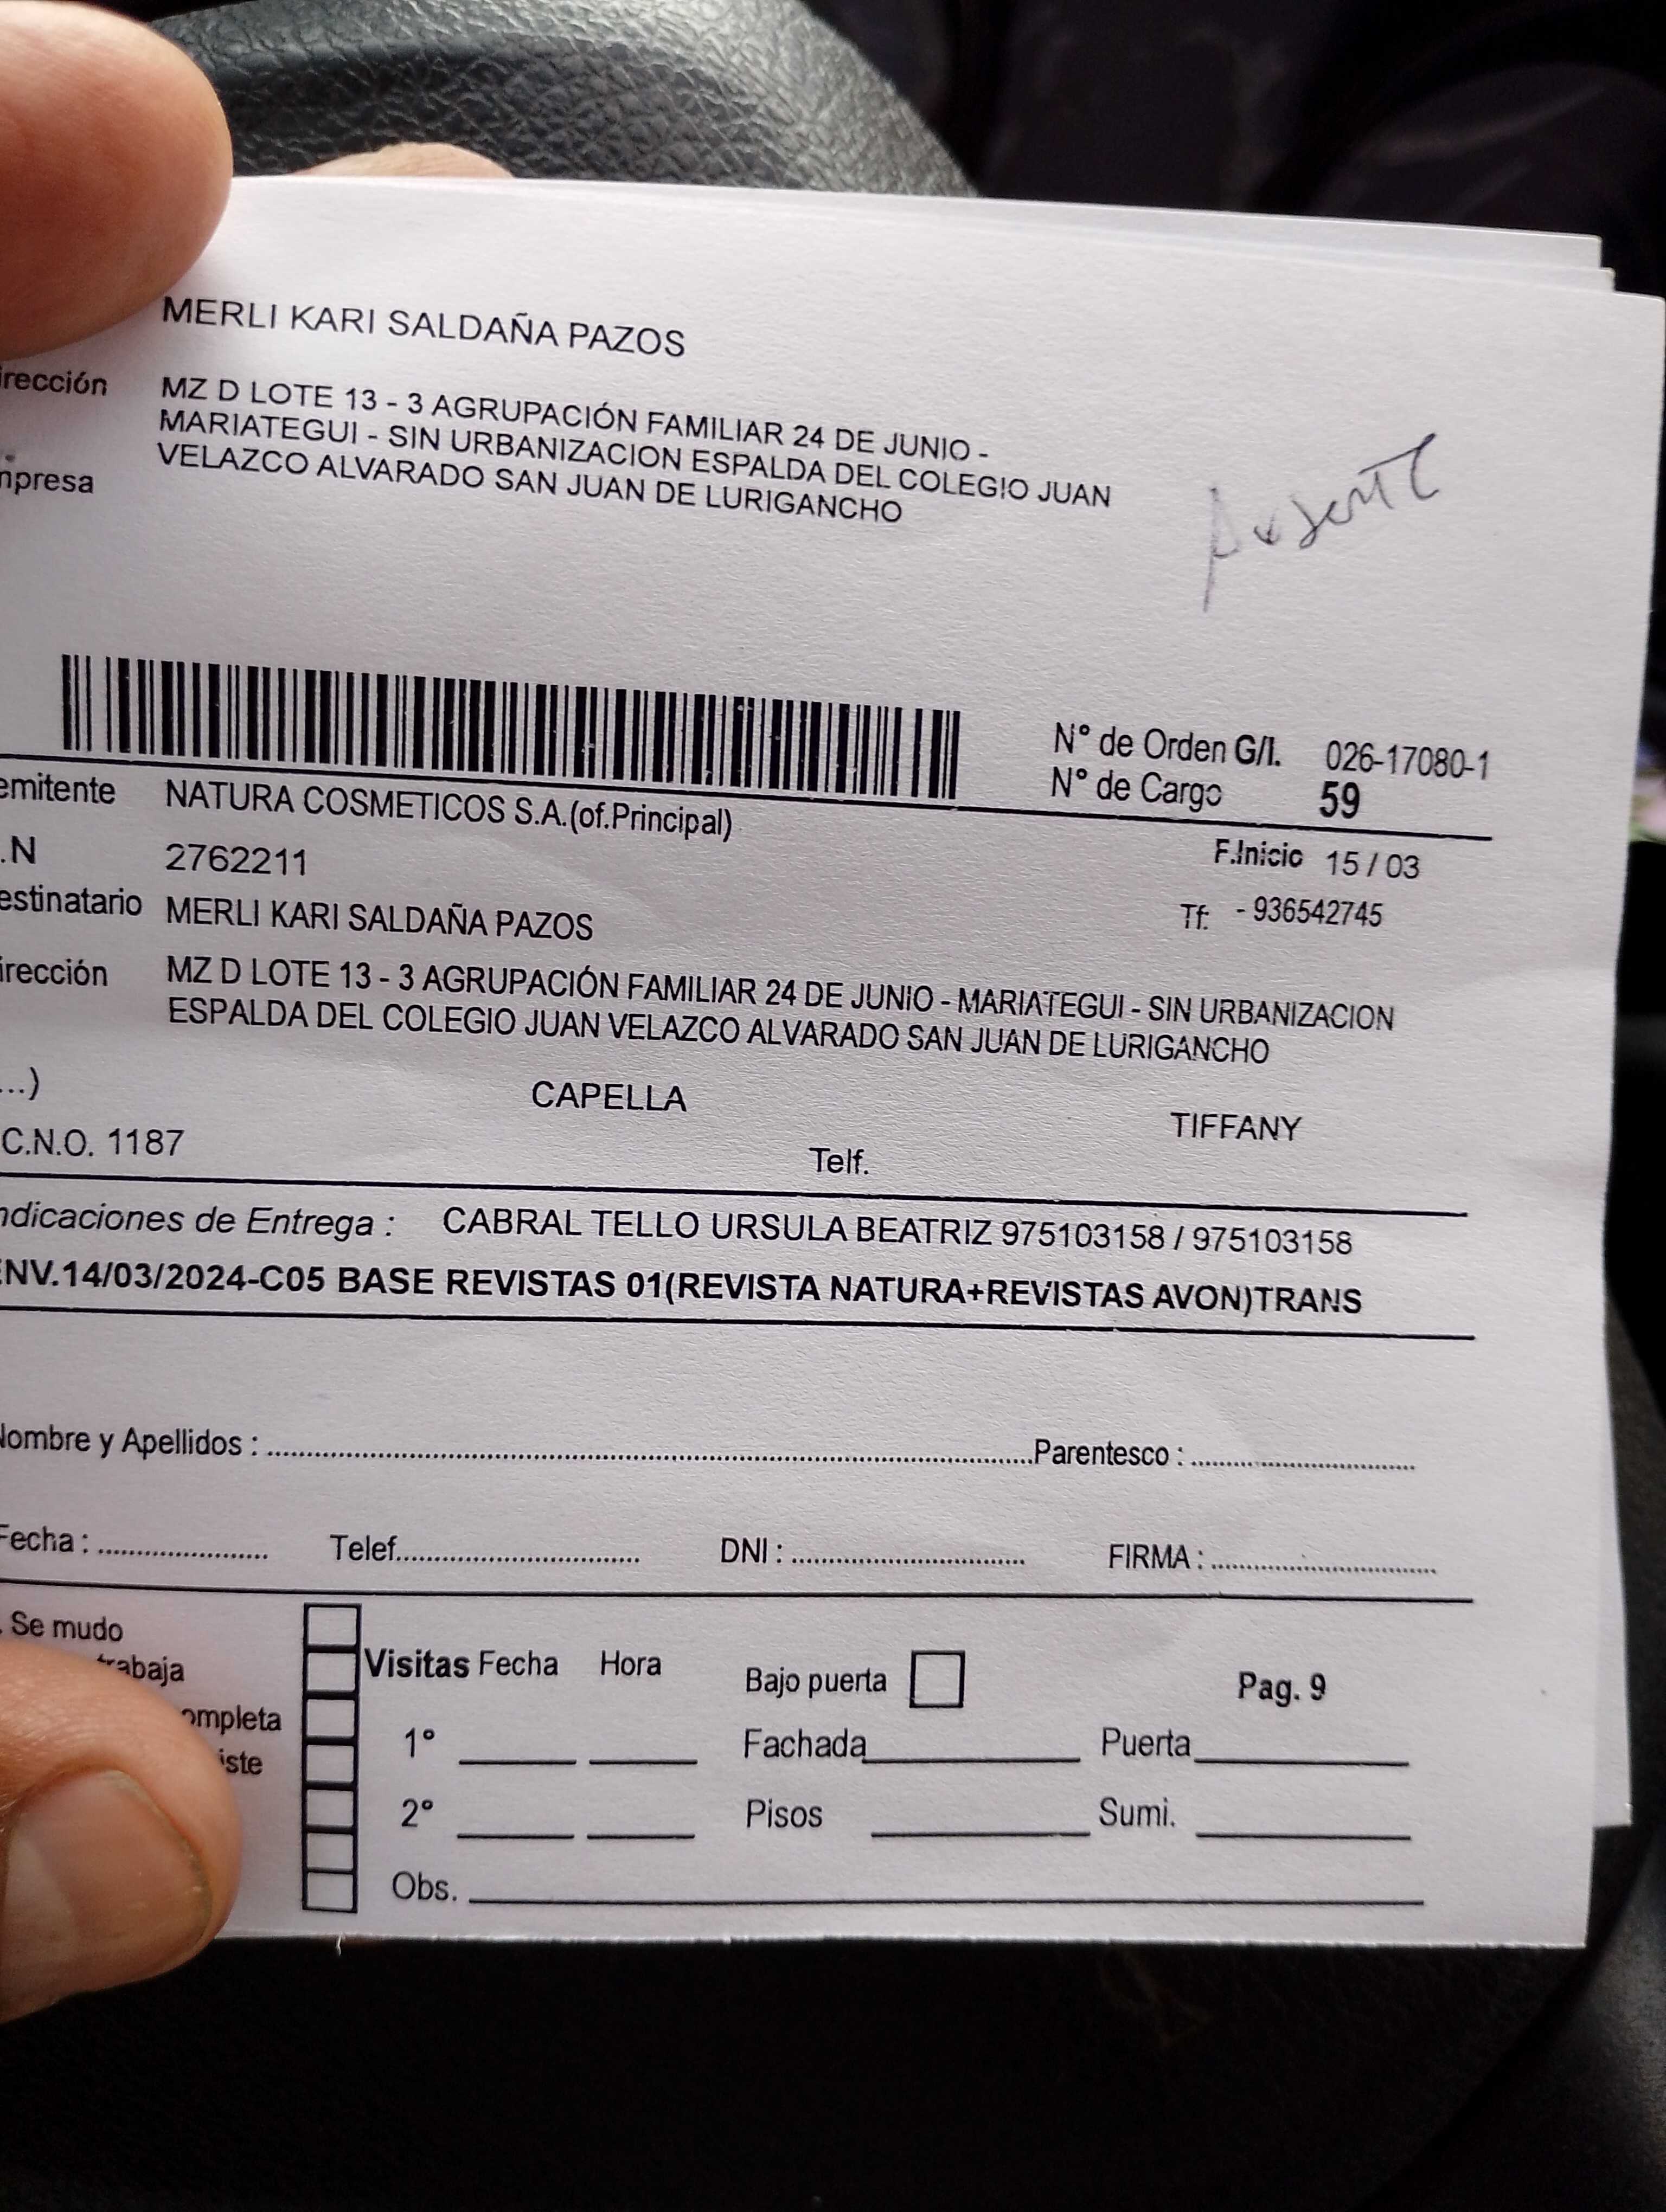 MERLI KARI SALDAÑA PAZOS
irección MZ D LOTE 13 - 3 AGRUPACIÓN FAMILIAR 24 DE JUNIO -
MARIATEGUI - SIN URBANIZACION ESPALDA DEL COLEGIO JUAN
mpresa VELAZCO ALVARADO SAN JUAN DE LURIGANCHO
Ausente
N° de Orden G/I. 026-17080-1
N° de Cargo 59
emitente NATURA COSMETICOS S.A.(of.Principal)
.N 2762211 F.Inicio 15 / 03
estinatario MERLI KARI SALDAÑA PAZOS Tf: - 936542745
irección MZ D LOTE 13 - 3 AGRUPACIÓN FAMILIAR 24 DE JUNIO - MARIATEGUI - SIN URBANIZACION
ESPALDA DEL COLEGIO JUAN VELAZCO ALVARADO SAN JUAN DE LURIGANCHO
...) CAPELLA TIFFANY
C.N.O. 1187 Telf.
ndicaciones de Entrega : CABRAL TELLO URSULA BEATRIZ 975103158 / 975103158
ENV.14/03/2024-C05 BASE REVISTAS 01(REVISTA NATURA+REVISTAS AVON)TRANS
Nombre y Apellidos : Parentesco :
Fecha : Telef. DNI : FIRMA :
. Se mudo
trabaja Visitas Fecha Hora Bajo puerta Pag. 9
ompleta 1° Fachada Puerta
iste
2° Pisos Sumi.
Obs.